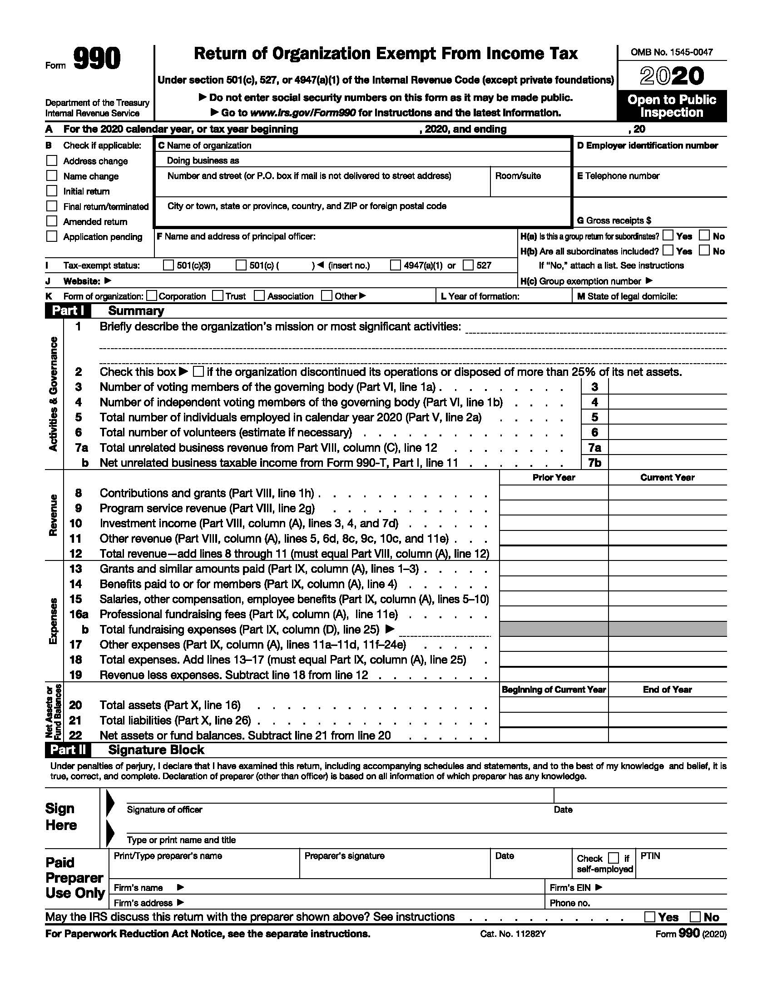 Form 990
Department of the Treasury
Internal Revenue Service
Return of Organization Exempt From Income Tax
Under section 501(c), 527, or 4947(a)(1) of the Internal Revenue Code (except private foundations)
▶ Do not enter social security numbers on this form as it may be made public.
▶ Go to www.irs.gov/Form990 for instructions and the latest information.
OMB No. 1545-0047
2020
Open to Public
Inspection
A For the 2020 calendar year, or tax year beginning , 2020, and ending , 20
B Check if applicable:
Address change
Name change
Initial return
Final return/terminated
Amended return
Application pending
C Name of organization
Doing business as
Number and street (or P.O. box if mail is not delivered to street address) Room/suite
City or town, state or province, country, and ZIP or foreign postal code
D Employer identification number
E Telephone number
G Gross receipts $
F Name and address of principal officer:
H(a) Is this a group return for subordinates? Yes No
H(b) Are all subordinates included? Yes No
If “No,” attach a list. See instructions
H(c) Group exemption number ▶
I Tax-exempt status: 501(c)(3) 501(c) ( ) ◀ (insert no.) 4947(a)(1) or 527
J Website: ▶
K Form of organization: Corporation Trust Association Other ▶ L Year of formation: M State of legal domicile:
Part I Summary
Activities & Governance
1 Briefly describe the organization’s mission or most significant activities:
2 Check this box ▶ if the organization discontinued its operations or disposed of more than 25% of its net assets.
3 Number of voting members of the governing body (Part VI, line 1a) . . . . . . . . . 3
4 Number of independent voting members of the governing body (Part VI, line 1b) . . . . 4
5 Total number of individuals employed in calendar year 2020 (Part V, line 2a) . . . . . 5
6 Total number of volunteers (estimate if necessary) . . . . . . . . . . . . . . 6
7a Total unrelated business revenue from Part VIII, column (C), line 12 . . . . . . . . 7a
b Net unrelated business taxable income from Form 990-T, Part I, line 11 . . . . . . . 7b
Prior Year Current Year
Revenue
8 Contributions and grants (Part VIII, line 1h) . . . . . . . . . . . .
9 Program service revenue (Part VIII, line 2g) . . . . . . . . . . .
10 Investment income (Part VIII, column (A), lines 3, 4, and 7d) . . . . . .
11 Other revenue (Part VIII, column (A), lines 5, 6d, 8c, 9c, 10c, and 11e) . . .
12 Total revenue—add lines 8 through 11 (must equal Part VIII, column (A), line 12)
Expenses
13 Grants and similar amounts paid (Part IX, column (A), lines 1–3) . . . . .
14 Benefits paid to or for members (Part IX, column (A), line 4) . . . . . .
15 Salaries, other compensation, employee benefits (Part IX, column (A), lines 5–10)
16a Professional fundraising fees (Part IX, column (A), line 11e) . . . . . .
b Total fundraising expenses (Part IX, column (D), line 25) ▶
17 Other expenses (Part IX, column (A), lines 11a–11d, 11f–24e) . . . . .
18 Total expenses. Add lines 13–17 (must equal Part IX, column (A), line 25) .
19 Revenue less expenses. Subtract line 18 from line 12 . . . . . . . .
Net Assets or
Fund Balances
Beginning of Current Year End of Year
20 Total assets (Part X, line 16) . . . . . . . . . . . . . . . .
21 Total liabilities (Part X, line 26) . . . . . . . . . . . . . . . .
22 Net assets or fund balances. Subtract line 21 from line 20 . . . . . .
Part II Signature Block
Under penalties of perjury, I declare that I have examined this return, including accompanying schedules and statements, and to the best of my knowledge and belief, it is
true, correct, and complete. Declaration of preparer (other than officer) is based on all information of which preparer has any knowledge.
Sign
Here
Signature of officer Date
Type or print name and title
Paid
Preparer
Use Only
Print/Type preparer’s name Preparer’s signature Date Check if
self-employed
PTIN
Firm’s name ▶ Firm’s EIN ▶
Firm’s address ▶ Phone no.
May the IRS discuss this return with the preparer shown above? See instructions . . . . . . . . . . . Yes No
For Paperwork Reduction Act Notice, see the separate instructions. Cat. No. 11282Y Form 990 (2020)